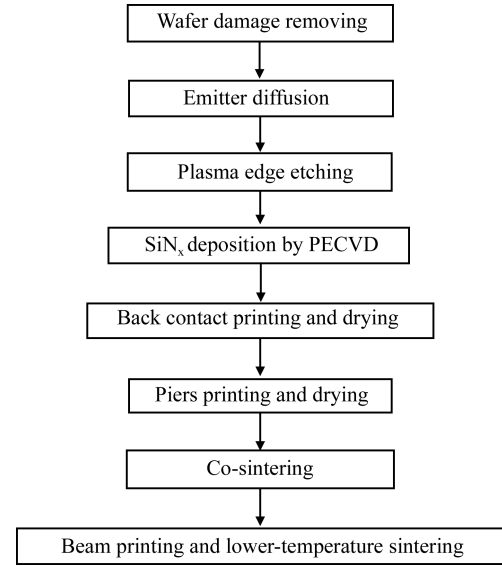 Wafer damage removing
Emitter diffusion
Plasma edge etching
SiNₓ deposition by PECVD
Back contact printing and drying
Piers printing and drying
Co-sintering
Beam printing and lower-temperature sintering